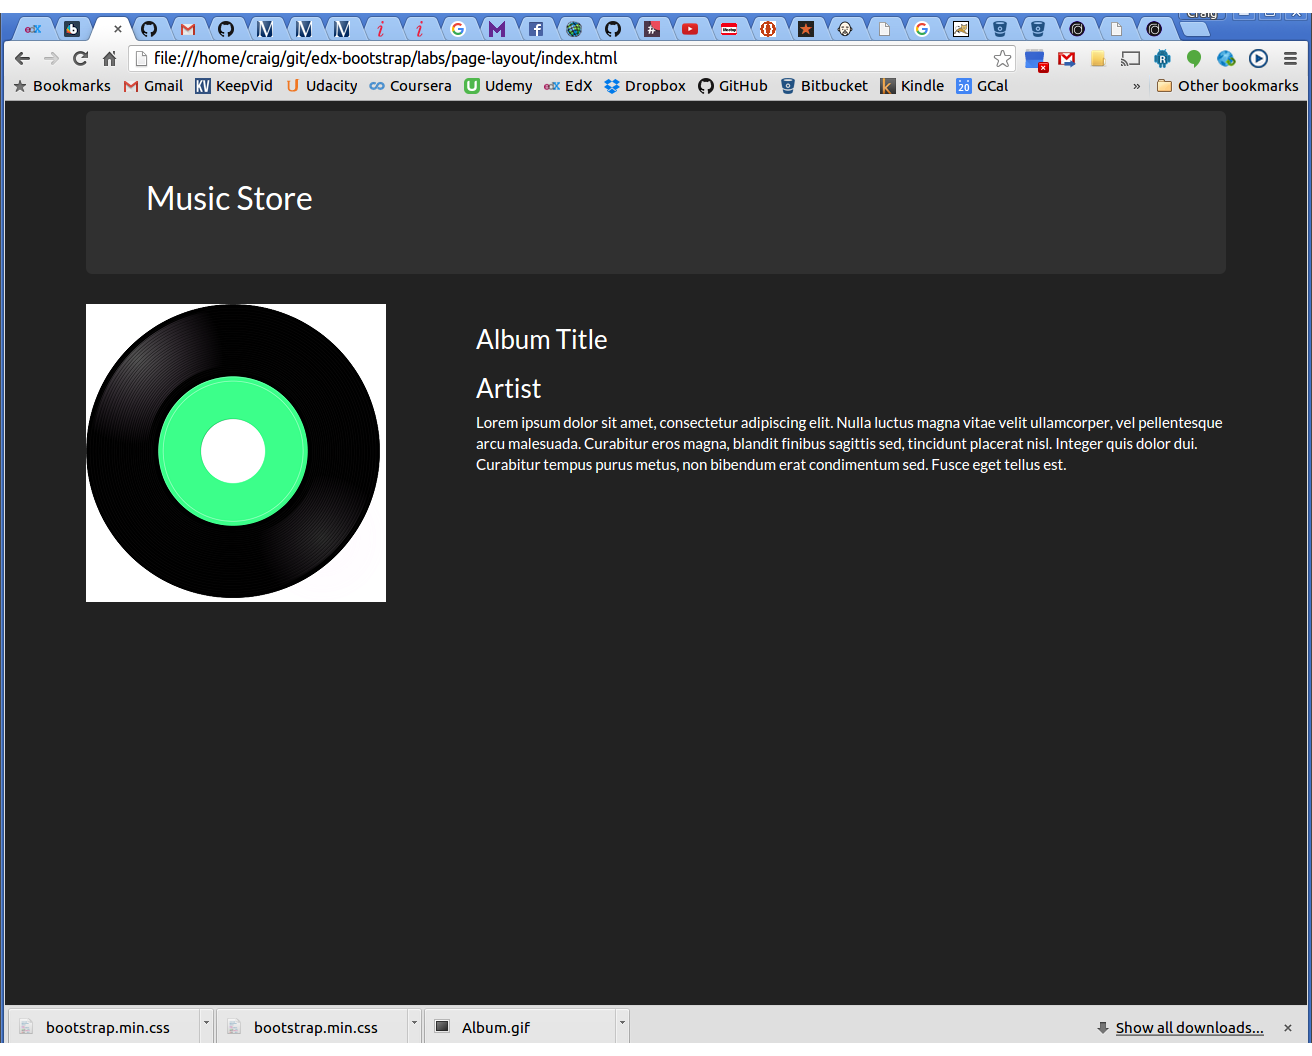 Craig
file:///home/craig/git/edx-bootstrap/labs/page-layout/index.html
Bookmarks Gmail KV KeepVid Udacity Coursera Udemy edX EdX Dropbox GitHub Bitbucket Kindle 20 GCal » Other bookmarks
Music Store
Album Title
Artist
Lorem ipsum dolor sit amet, consectetur adipiscing elit. Nulla luctus magna vitae velit ullamcorper, vel pellentesque
arcu malesuada. Curabitur eros magna, blandit finibus sagittis sed, tincidunt placerat nisl. Integer quis dolor dui.
Curabitur tempus purus metus, non bibendum erat condimentum sed. Fusce eget tellus est.
bootstrap.min.css bootstrap.min.css Album.gif Show all downloads...